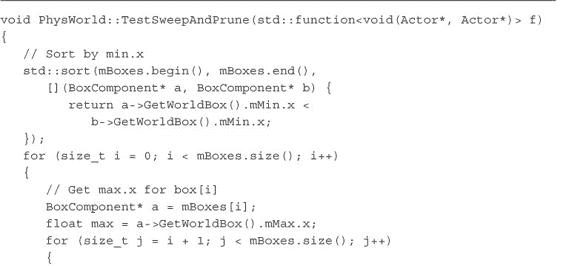 void PhysWorld::TestSweepAndPrune(std::function<void(Actor*, Actor*)> f)
{
   // Sort by min.x
   std::sort(mBoxes.begin(), mBoxes.end(),
      [](BoxComponent* a, BoxComponent* b) {
         return a->GetWorldBox().mMin.x <
            b->GetWorldBox().mMin.x;
   });
   for (size_t i = 0; i < mBoxes.size(); i++)
   {
      // Get max.x for box[i]
      BoxComponent* a = mBoxes[i];
      float max = a->GetWorldBox().mMax.x;
      for (size_t j = i + 1; j < mBoxes.size(); j++)
      {